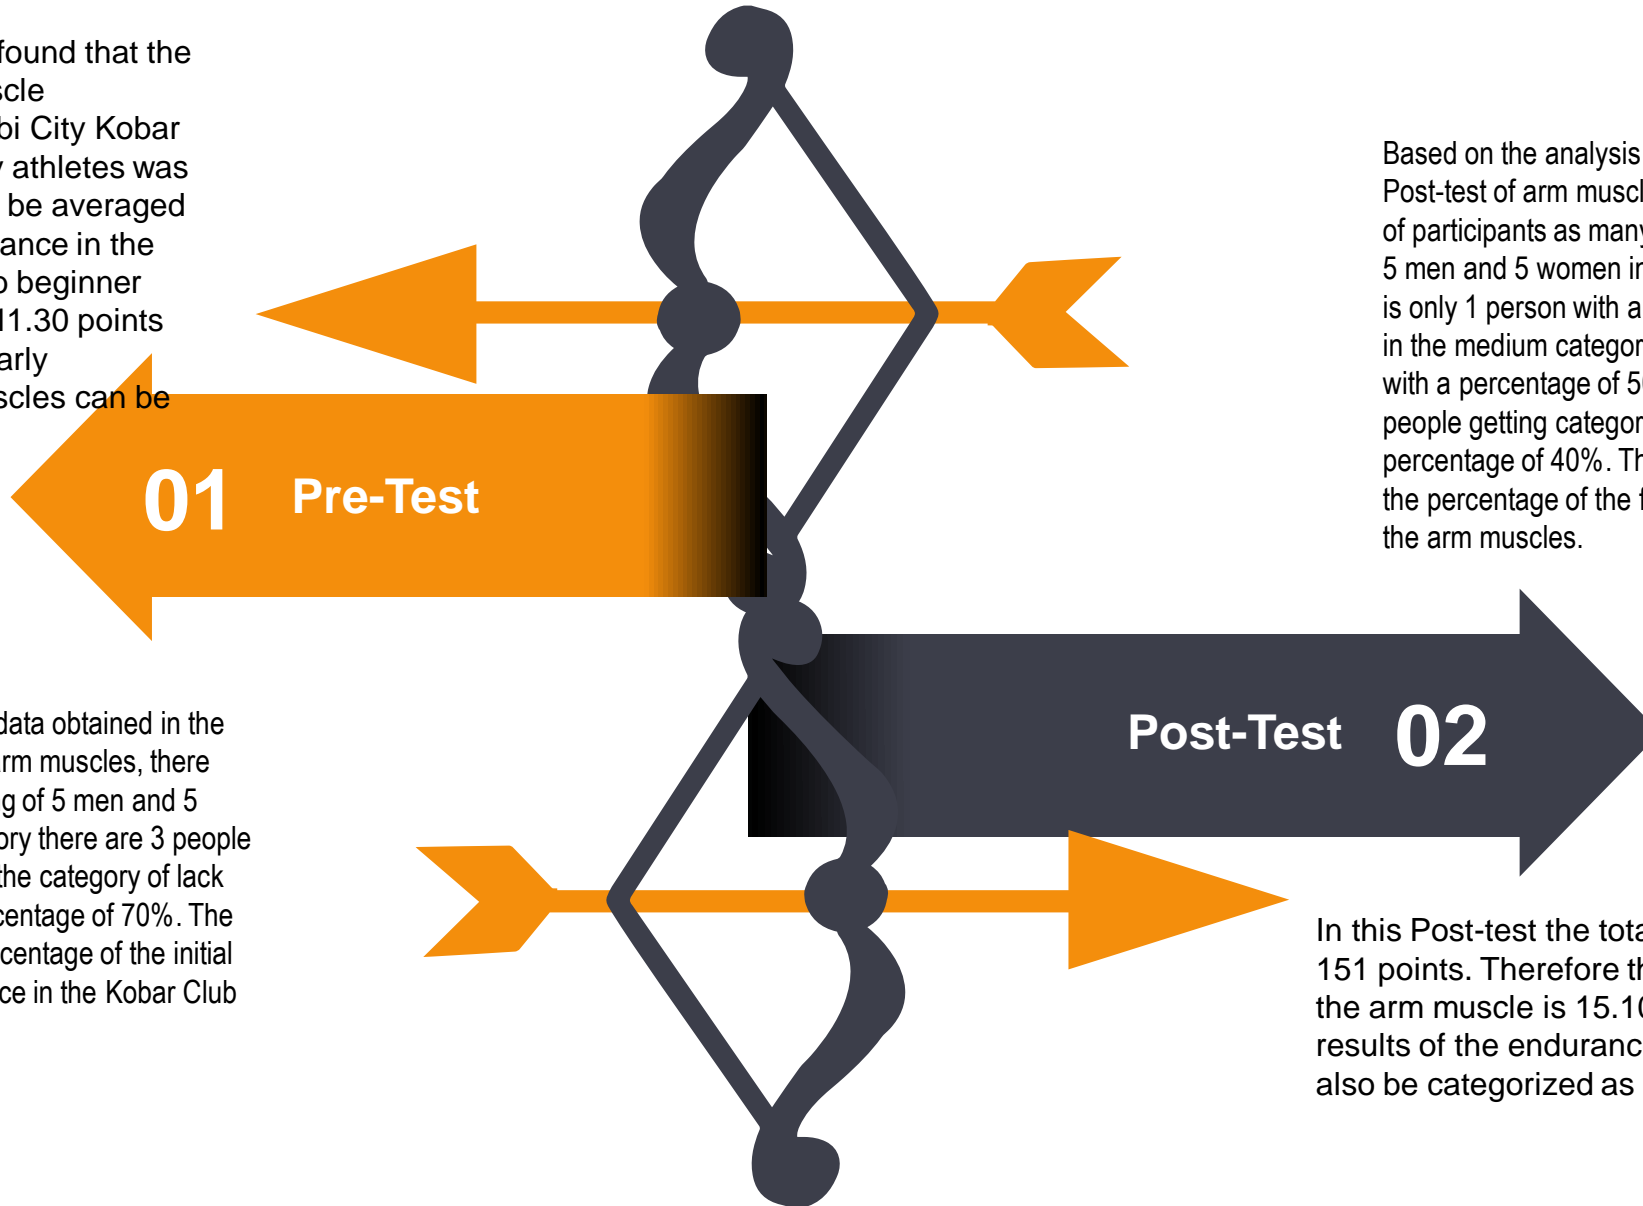 found that the
scle
bi City Kobar
y athletes was
be averaged
ance in the
o beginner
11.30 points
arly
scles can be
01 Pre-Test
data obtained in the
arm muscles, there
g of 5 men and 5
ory there are 3 people
the category of lack
centage of 70%. The
centage of the initial
ce in the Kobar Club
Based on the analysis
Post-test of arm muscl
of participants as many
5 men and 5 women in
is only 1 person with a
in the medium categor
with a percentage of 50
people getting categor
percentage of 40%. Th
the percentage of the f
the arm muscles.
Post-Test 02
In this Post-test the tota
151 points. Therefore th
the arm muscle is 15.10
results of the enduranc
also be categorized as